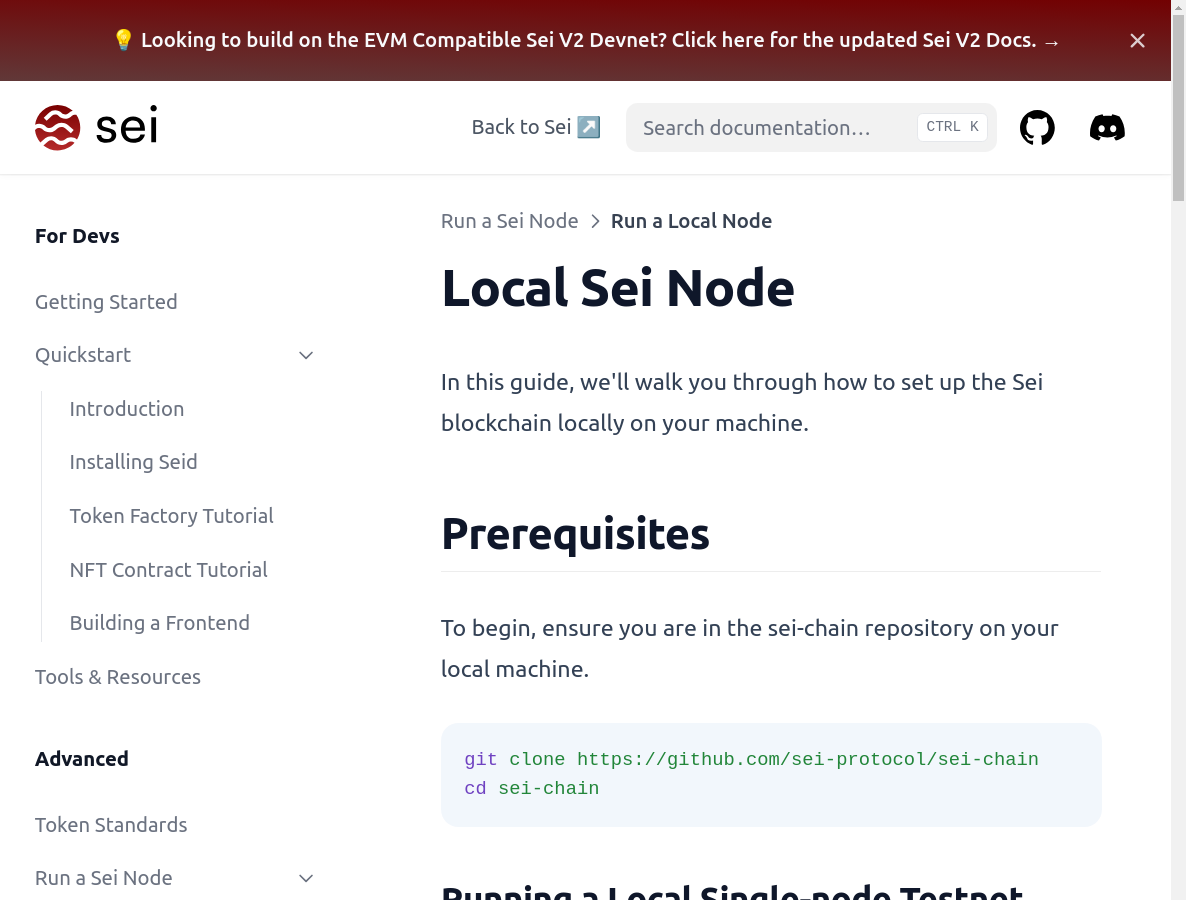 💡 Looking to build on the EVM Compatible Sei V2 Devnet? Click here for the updated Sei V2 Docs. →
sei
Back to Sei ↗️
Search documentation…
CTRL K
For Devs
Getting Started
Quickstart
Introduction
Installing Seid
Token Factory Tutorial
NFT Contract Tutorial
Building a Frontend
Tools & Resources
Advanced
Token Standards
Run a Sei Node
Run a Sei Node > Run a Local Node
Local Sei Node
In this guide, we'll walk you through how to set up the Sei
blockchain locally on your machine.
Prerequisites
To begin, ensure you are in the sei-chain repository on your
local machine.
git clone https://github.com/sei-protocol/sei-chain
cd sei-chain
Running a Local Single-node Testnet